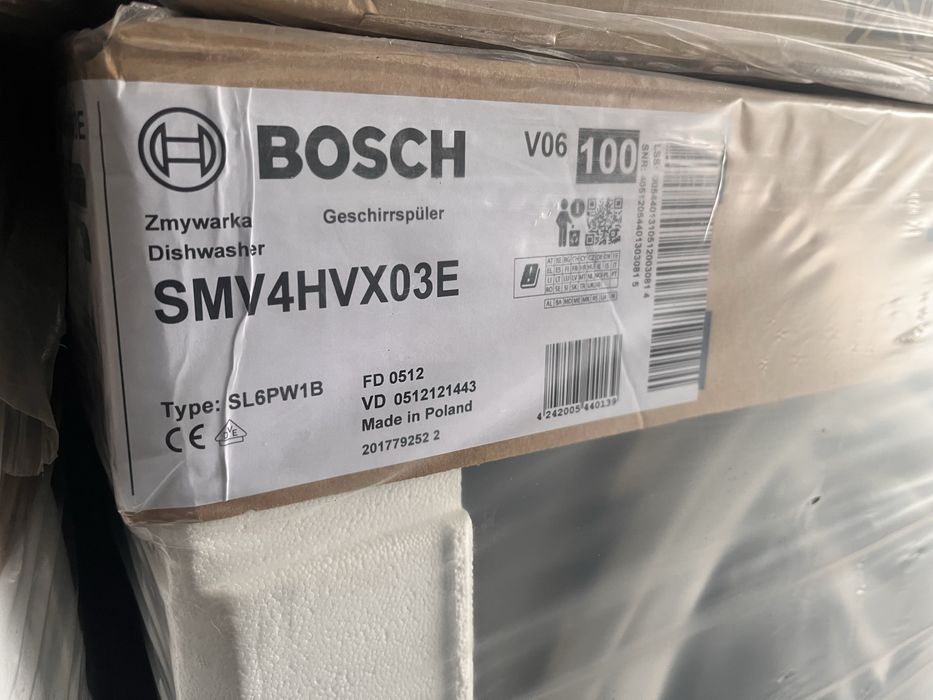 BOSCH
V06 100
Zmywarka
Geschirrspüler
Dishwasher
SMV4HVX03E
Type: SL6PW1B
FD 0512
VD 0512121443
Made in Poland
201779252 2
CE
4 242005 440139